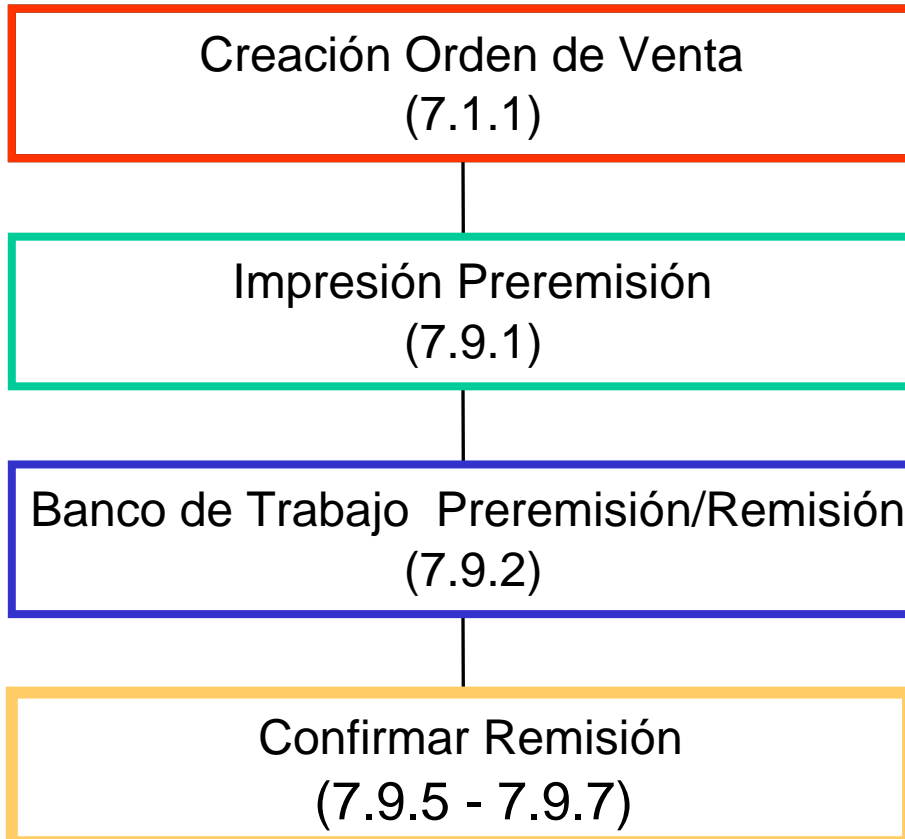 Creación Orden de Venta
(7.1.1)
Impresión Preremisión
(7.9.1)
Banco de Trabajo  Preremisión/Remisión
(7.9.2)
Confirmar Remisión
(7.9.5 - 7.9.7)